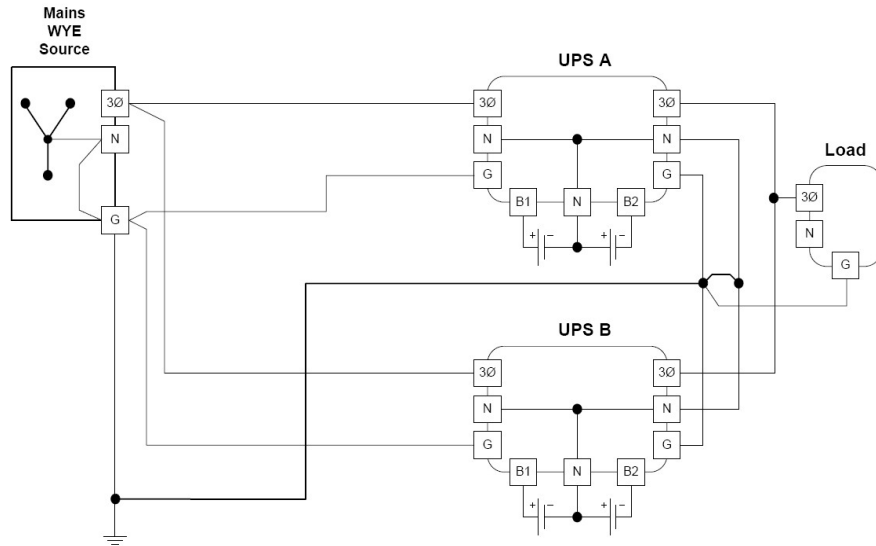 Mains
WYE
Source
UPS A
3Ø
3Ø
3Ø
N
N
N
Load
G
G
3Ø
B1
N
B2
G
N
+ − + −
G
UPS B
3Ø
3Ø
N
N
G
G
B1
N
B2
+ − + −